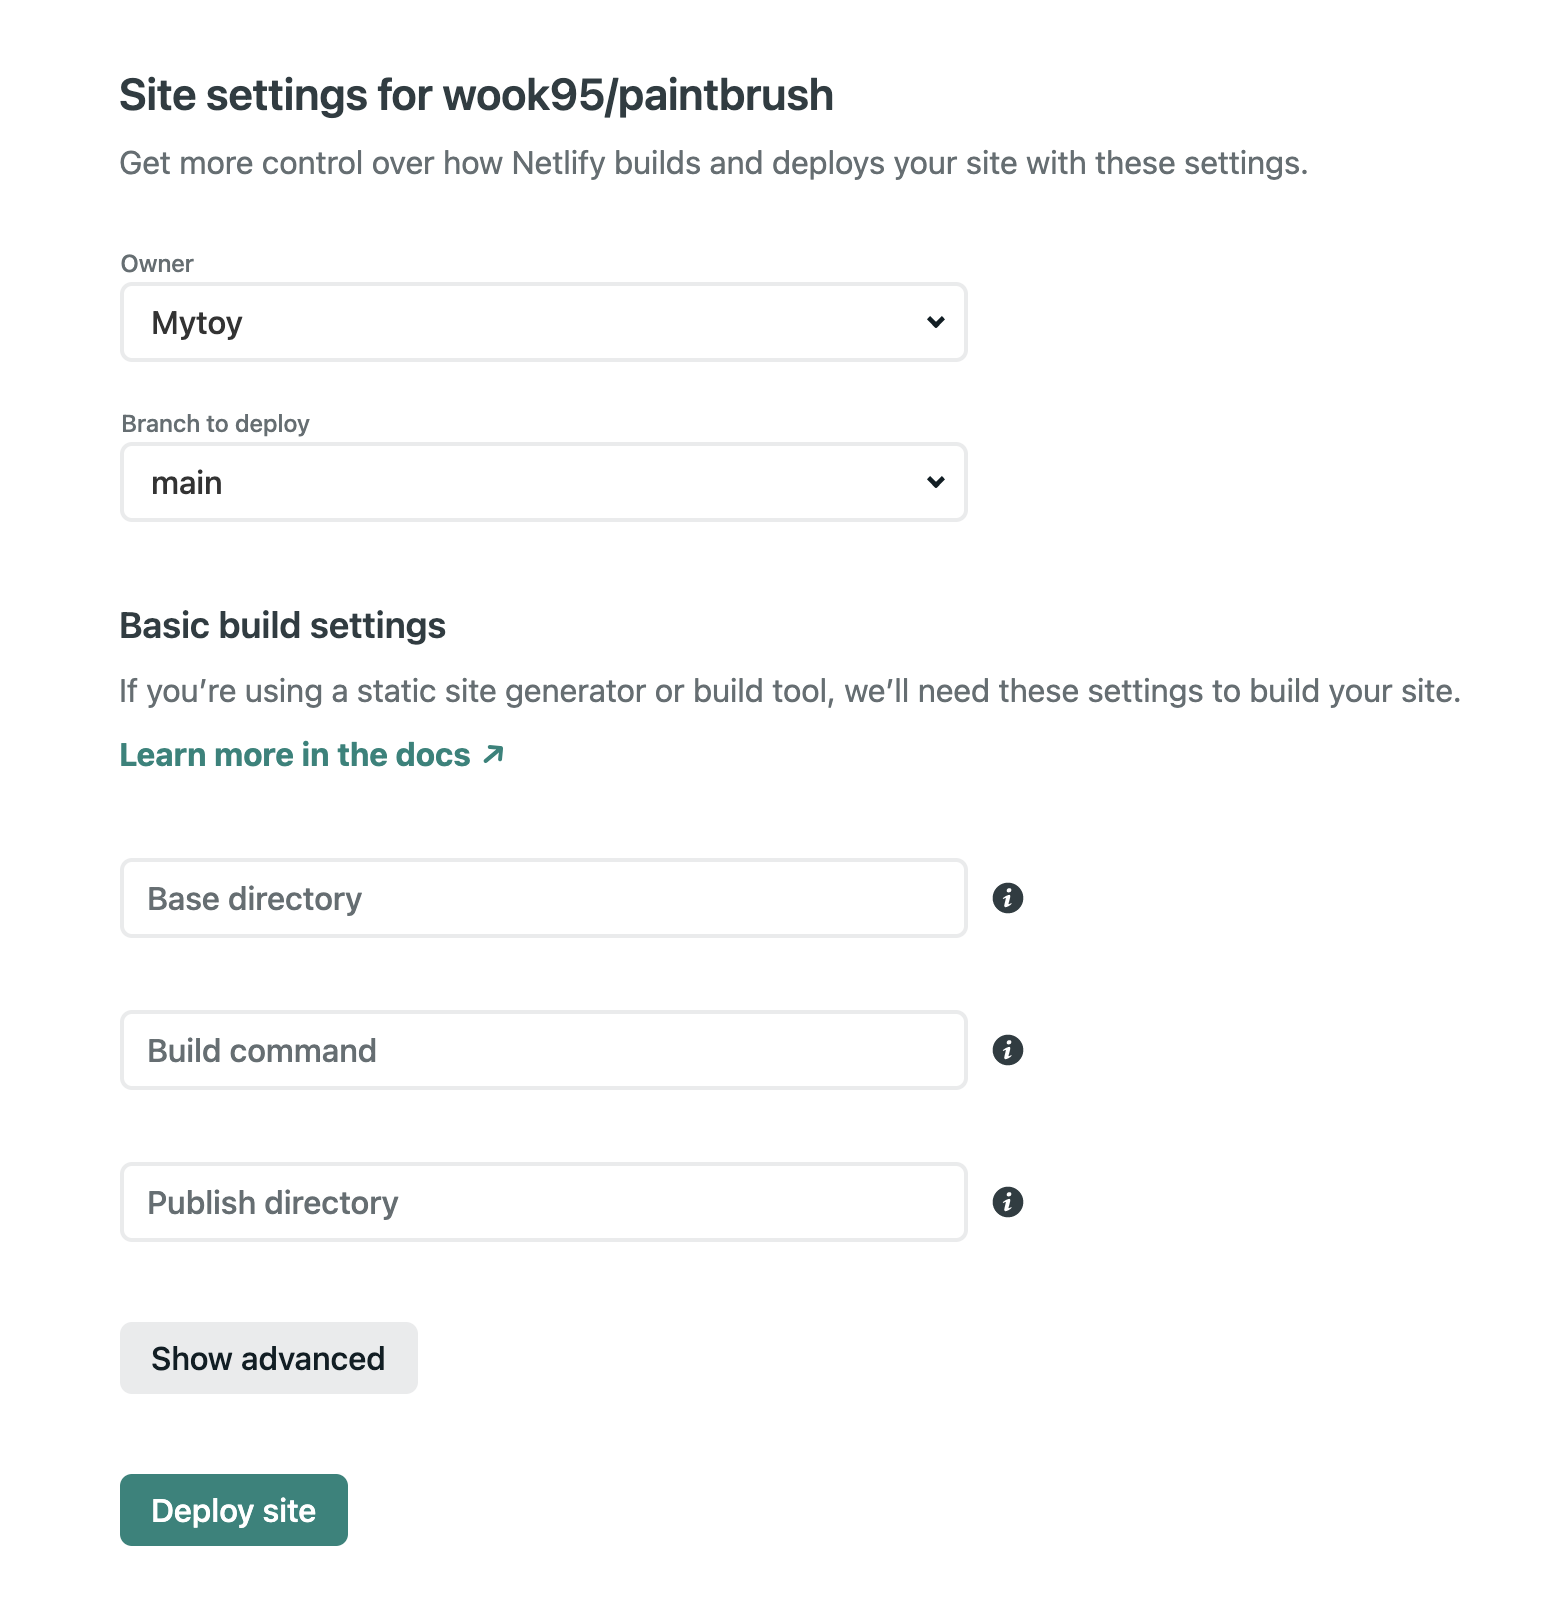 Site settings for wook95/paintbrush
Get more control over how Netlify builds and deploys your site with these settings.
Owner
Mytoy
Branch to deploy
main
Basic build settings
If you’re using a static site generator or build tool, we’ll need these settings to build your site.
Learn more in the docs ↗
Base directory
Build command
Publish directory
Show advanced
Deploy site